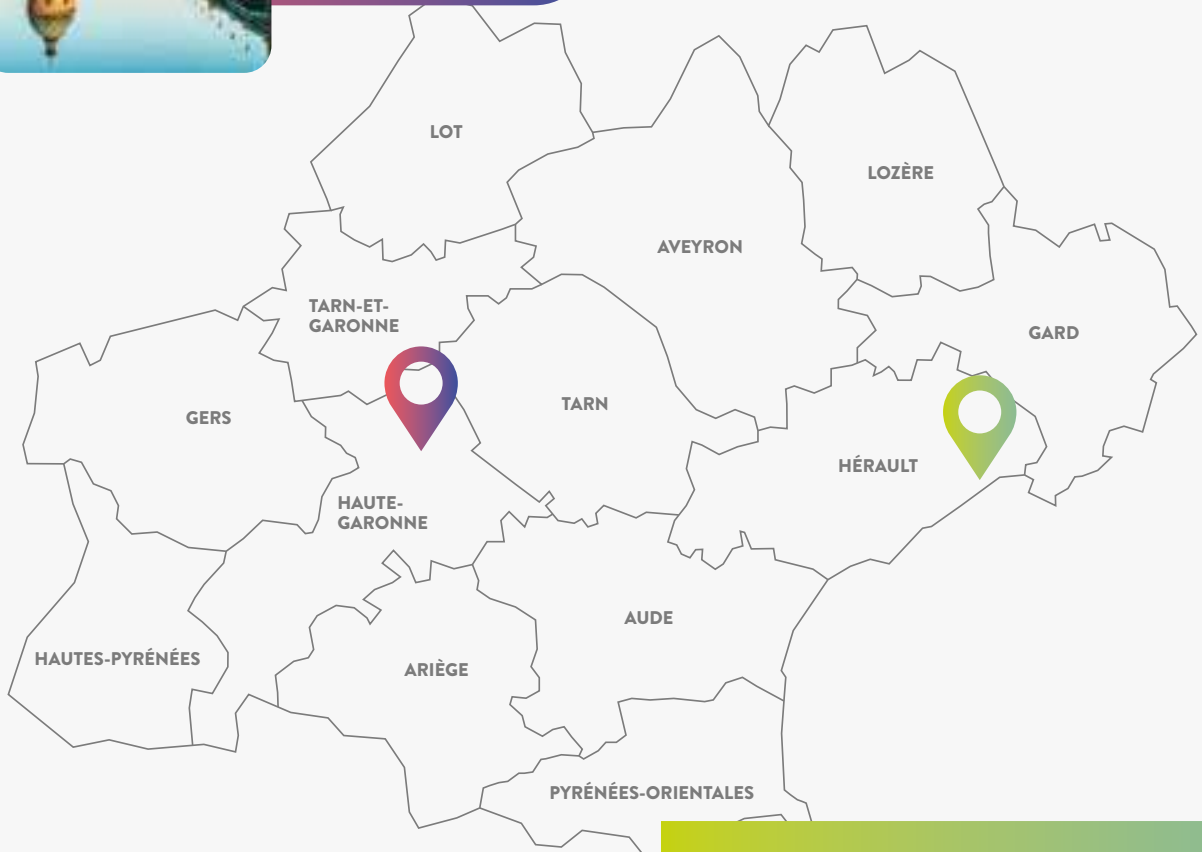 LOT
LOZÈRE
AVEYRON
TARN-ET-
GARONNE
GARD
TARN
GERS
HÉRAULT
HAUTE-
GARONNE
AUDE
HAUTES-PYRÉNÉES
ARIÈGE
PYRÉNÉES-ORIENTALES